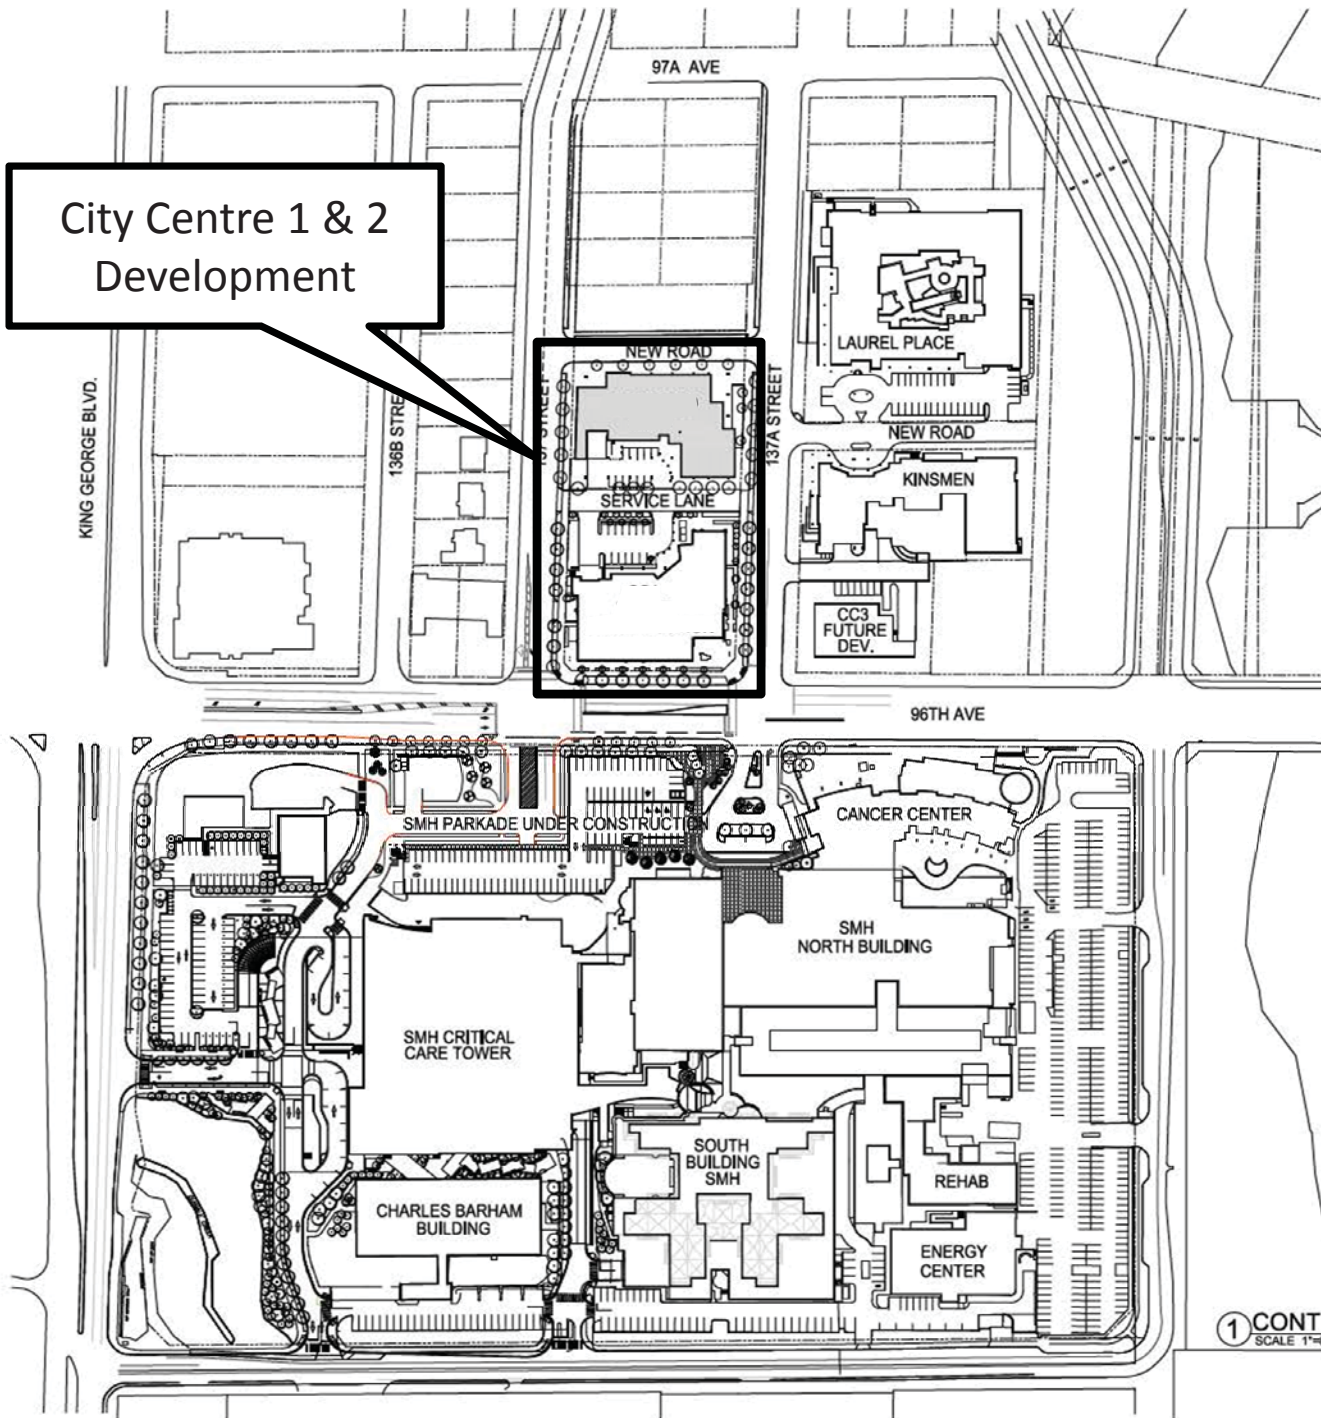 97A AVE
City Centre 1 & 2
Development
KING GEORGE BLVD.
136B STRE
NEW ROAD
STREET
137A STREET
LAUREL PLACE
NEW ROAD
KINSMEN
SERVICE LANE
CC3
FUTURE
DEV.
96TH AVE
SMH PARKADE UNDER CONSTRUCTION
CANCER CENTER
SMH
NORTH BUILDING
SMH CRITICAL
CARE TOWER
SOUTH
BUILDING
SMH
REHAB
CHARLES BARHAM
BUILDING
ENERGY
CENTER
1 CONT
SCALE 1"=